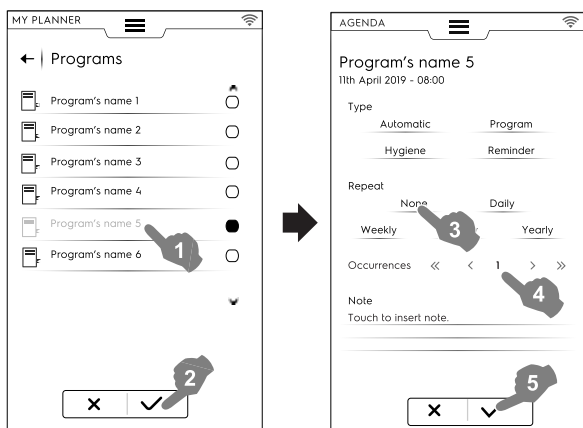 MY PLANNER
Programs
Program's name 1
Program's name 2
Program's name 3
Program's name 4
Program's name 5
Program's name 6
1
2
AGENDA
Program's name 5
11th April 2019 - 08:00
Type
Automatic Program
Hygiene Reminder
Repeat
None Daily
Weekly Yearly
Occurrences « < 1 > »
Note
Touch to insert note.
3
4
5